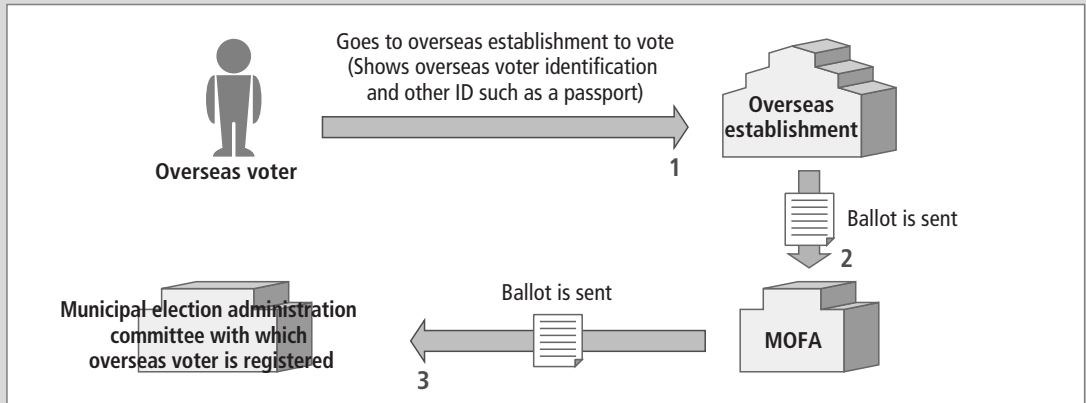 Goes to overseas establishment to vote
(Shows overseas voter identification
and other ID such as a passport)
Overseas voter
1
Overseas
establishment
Ballot is sent
2
MOFA
Ballot is sent
3
Municipal election administration
committee with which
overseas voter is registered